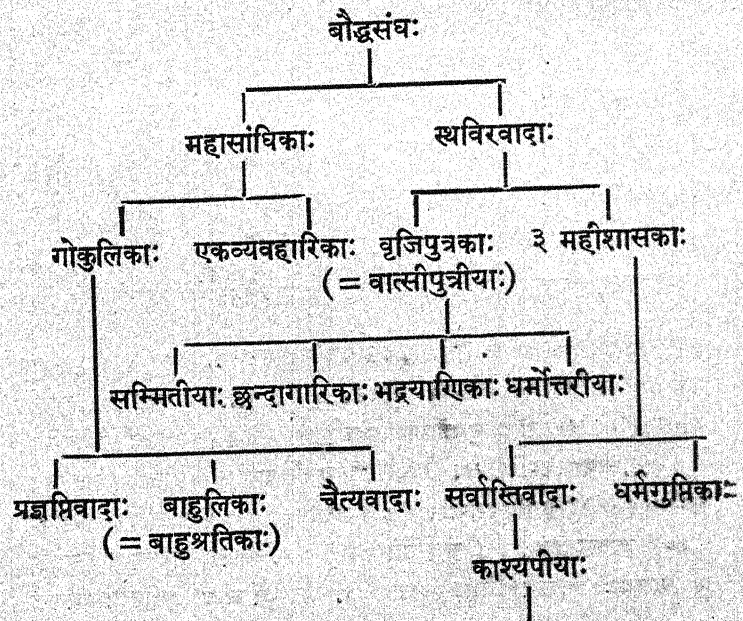 बौद्धसंघः
महासांघिकाः स्थविरवादाः
गोकुलिकाः एकव्यवहारिकाः वृजिपुत्रकाः ३ महीशासकाः
(= वात्सीपुत्रीयाः)
सम्मितीयाः छन्दागारिकाः भद्रयाणिकाः धर्मोत्तरीयाः
प्रज्ञप्तिवादाः बाहुलिकाः चैत्यवादाः सर्वास्तिवादाः धर्मगुप्तिकाः
(= बाहुश्रतिकाः)
काश्यपीयाः